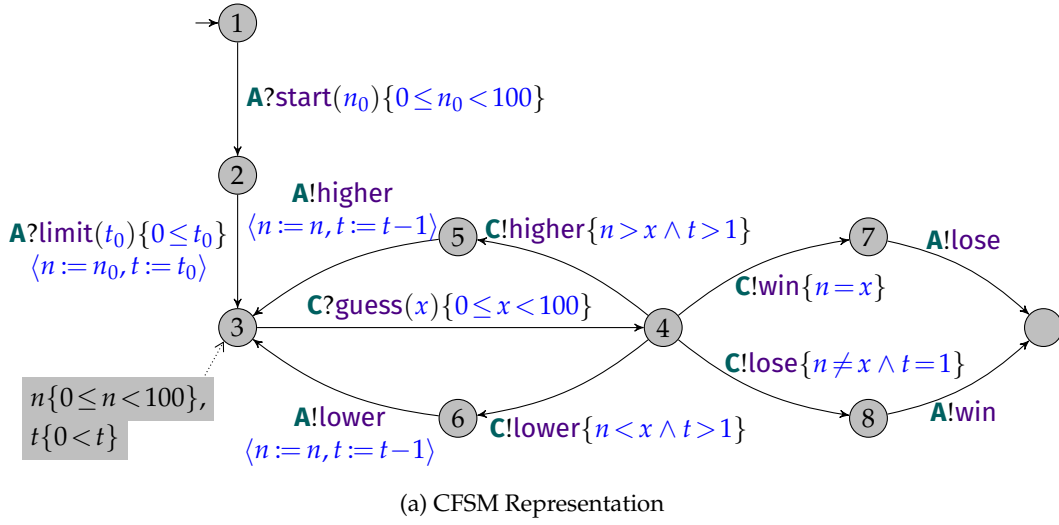 1
A?start(n₀){0≤n₀<100}
2
A!higher
⟨n:=n, t:=t−1⟩
A?limit(t₀){0≤t₀}
⟨n:=n₀, t:=t₀⟩
5
C!higher{n>x∧t>1}
7
A!lose
C?guess(x){0≤x<100}
C!win{n=x}
3
4
n{0≤n<100},
t{0<t}
A!lower
⟨n:=n, t:=t−1⟩
6
C!lower{n<x∧t>1}
C!lose{n≠x∧t=1}
8
A!win
(a) CFSM Representation